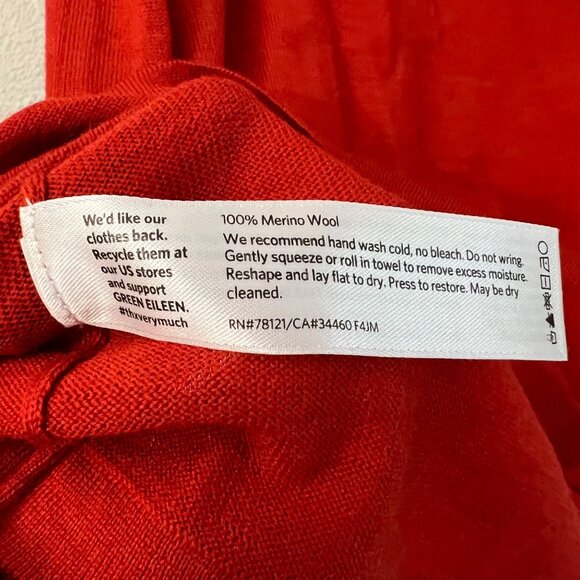 We'd like our
clothes back.
Recycle them at
our US stores
and support
GREEN EILEEN.
#thxverymuch
100% Merino Wool
We recommend hand wash cold, no bleach. Do not wring.
Gently squeeze or roll in towel to remove excess moisture.
Reshape and lay flat to dry. Press to restore. May be dry
cleaned.
RN#78121/CA#34460 F4JM